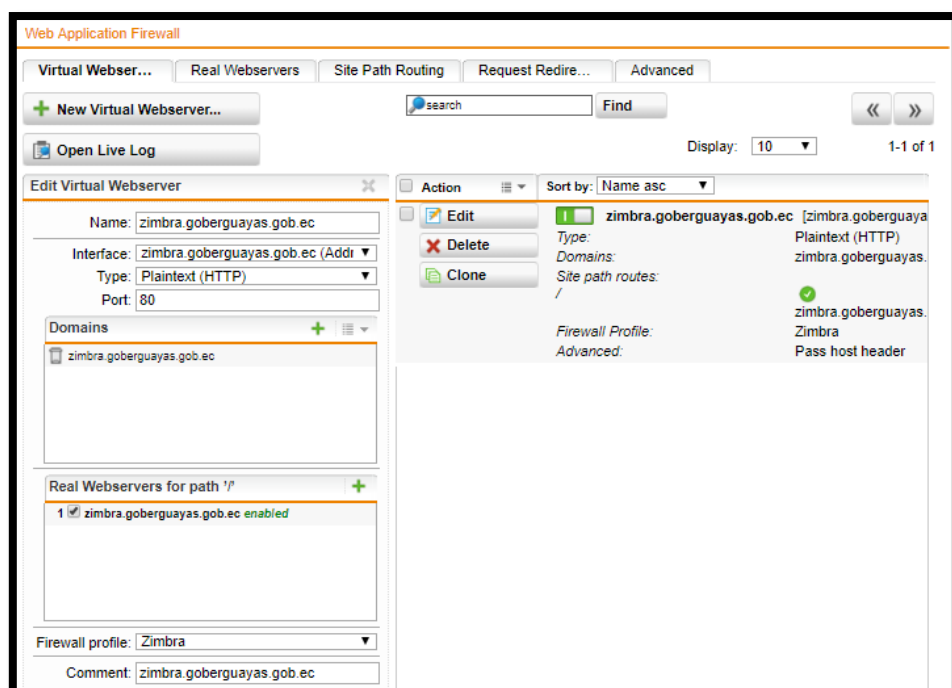 Web Application Firewall
Virtual Webser... Real Webservers Site Path Routing Request Redire... Advanced
New Virtual Webserver... search Find « »
Open Live Log Display: 10 1-1 of 1
Edit Virtual Webserver
Name: zimbra.goberguayas.gob.ec
Interface: zimbra.goberguayas.gob.ec (Addr
Type: Plaintext (HTTP)
Port: 80
Domains
zimbra.goberguayas.gob.ec
Real Webservers for path '/'
1 zimbra.goberguayas.gob.ec enabled
Firewall profile: Zimbra
Comment: zimbra.goberguayas.gob.ec
Action Sort by: Name asc
Edit
Delete
Clone
zimbra.goberguayas.gob.ec [zimbra.goberguaya
Type: Plaintext (HTTP)
Domains: zimbra.goberguayas.
Site path routes:
/
zimbra.goberguayas.
Firewall Profile: Zimbra
Advanced: Pass host header